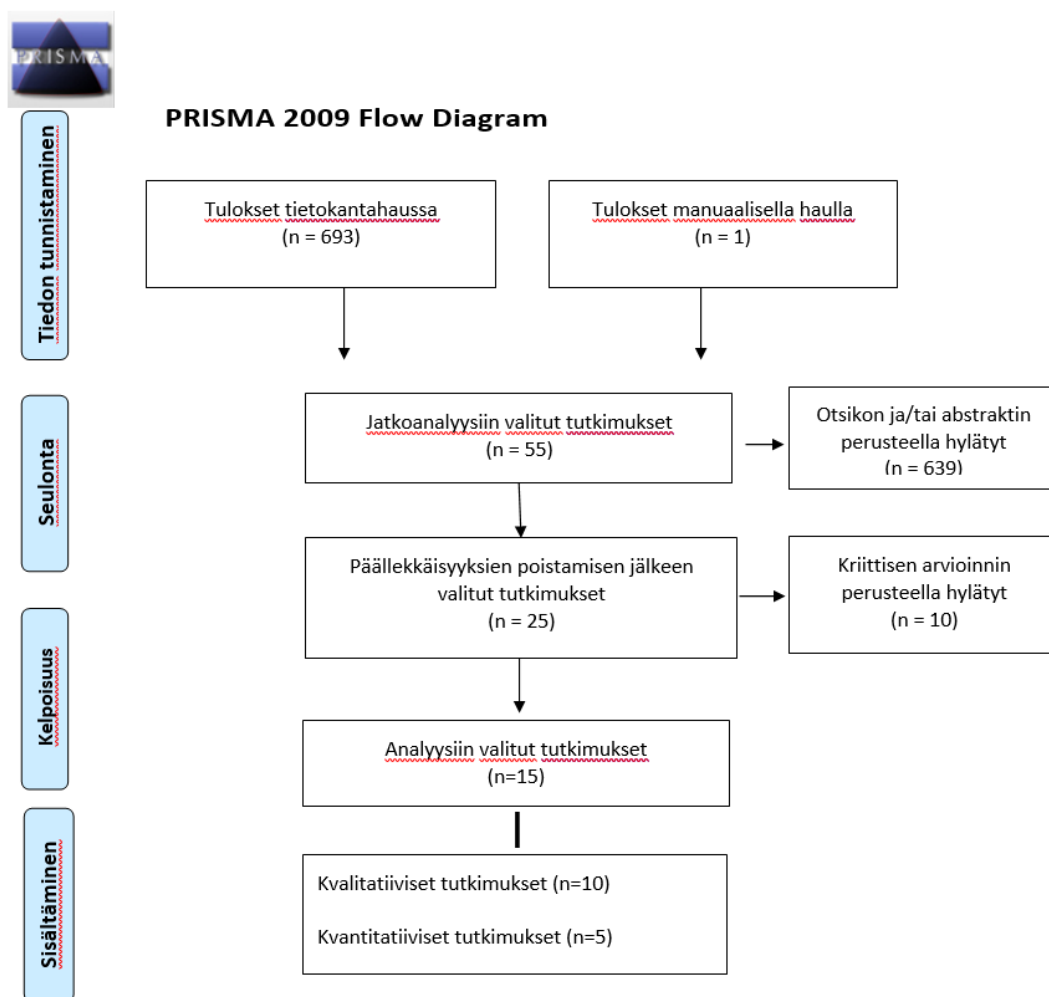 PRISMA
PRISMA 2009 Flow Diagram
Tiedon tunnistaminen
Tulokset tietokantahaussa
(n = 693)
Tulokset manuaalisella haulla
(n = 1)
Seulonta
Jatkoanalyysiin valitut tutkimukset
(n = 55)
Otsikon ja/tai abstraktin
perusteella hylätyt
(n = 639)
Päällekkäisyyksien poistamisen jälkeen
valitut tutkimukset
(n = 25)
Kriittisen arvioinnin
perusteella hylätyt
(n = 10)
Kelpoisuus
Analyysiin valitut tutkimukset
(n=15)
Sisältäminen
Kvalitatiiviset tutkimukset (n=10)
Kvantitatiiviset tutkimukset (n=5)